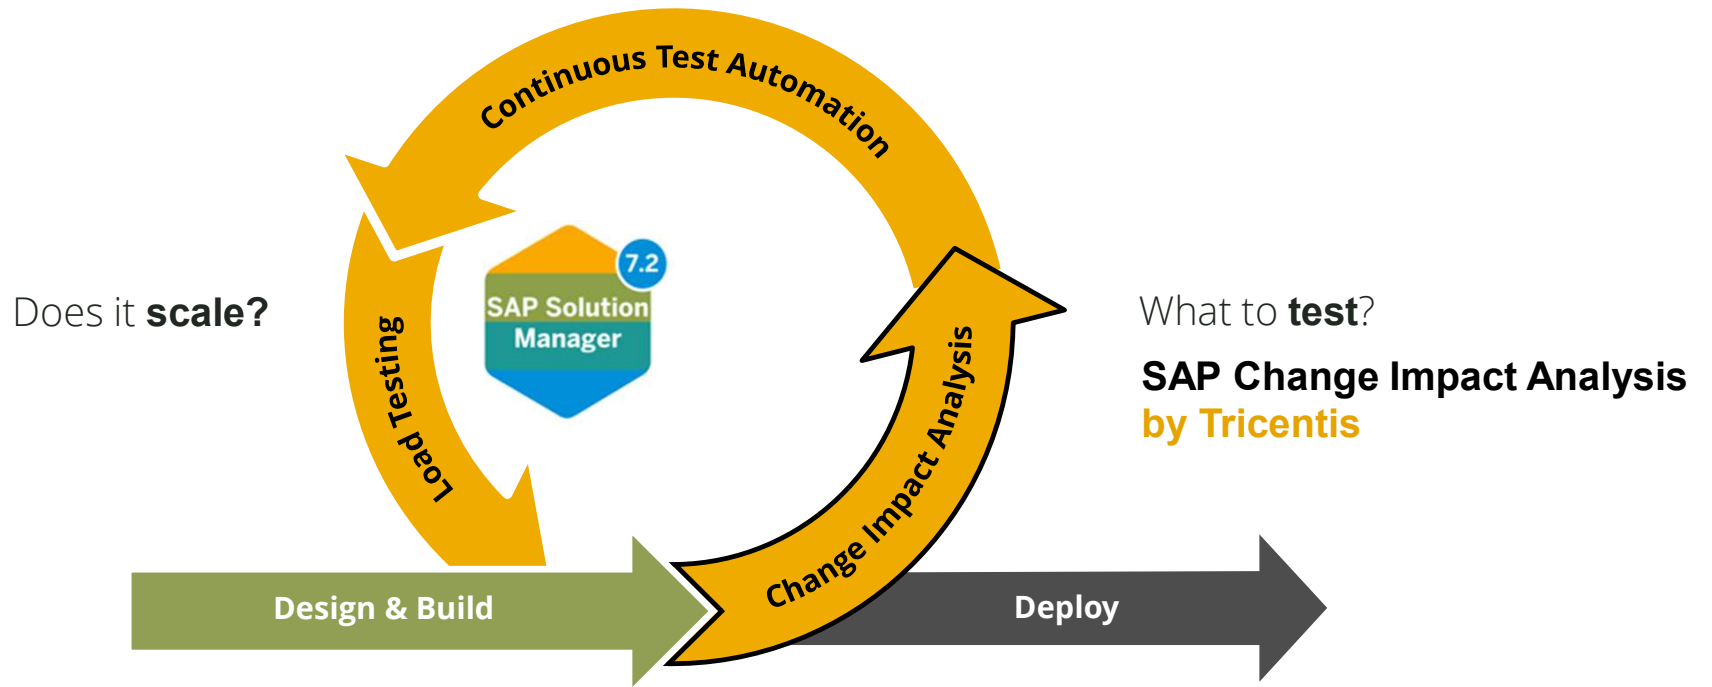 Continuous Test Automation
7.2
SAP Solution
Manager
Does it scale?
Load Testing
Change Impact Analysis
What to test?
SAP Change Impact Analysis
by Tricentis
Design & Build
Deploy